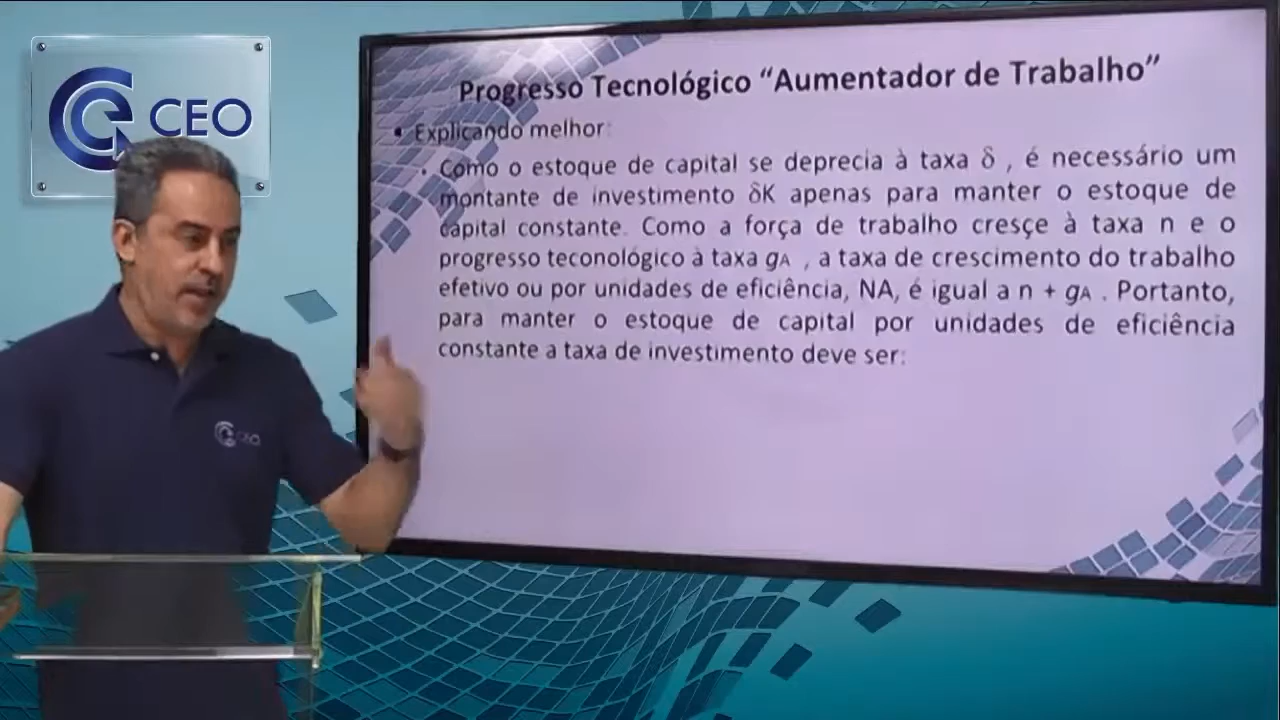 CEO
Progresso Tecnológico “Aumentador de Trabalho”
• Explicando melhor:
• Como o estoque de capital se deprecia à taxa δ , é necessário um
montante de investimento δK apenas para manter o estoque de
capital constante. Como a força de trabalho cresçe à taxa n e o
progresso teconológico à taxa gA , a taxa de crescimento do trabalho
efetivo ou por unidades de eficiência, NA, é igual a n + gA . Portanto,
para manter o estoque de capital por unidades de eficiência
constante a taxa de investimento deve ser:
CEO